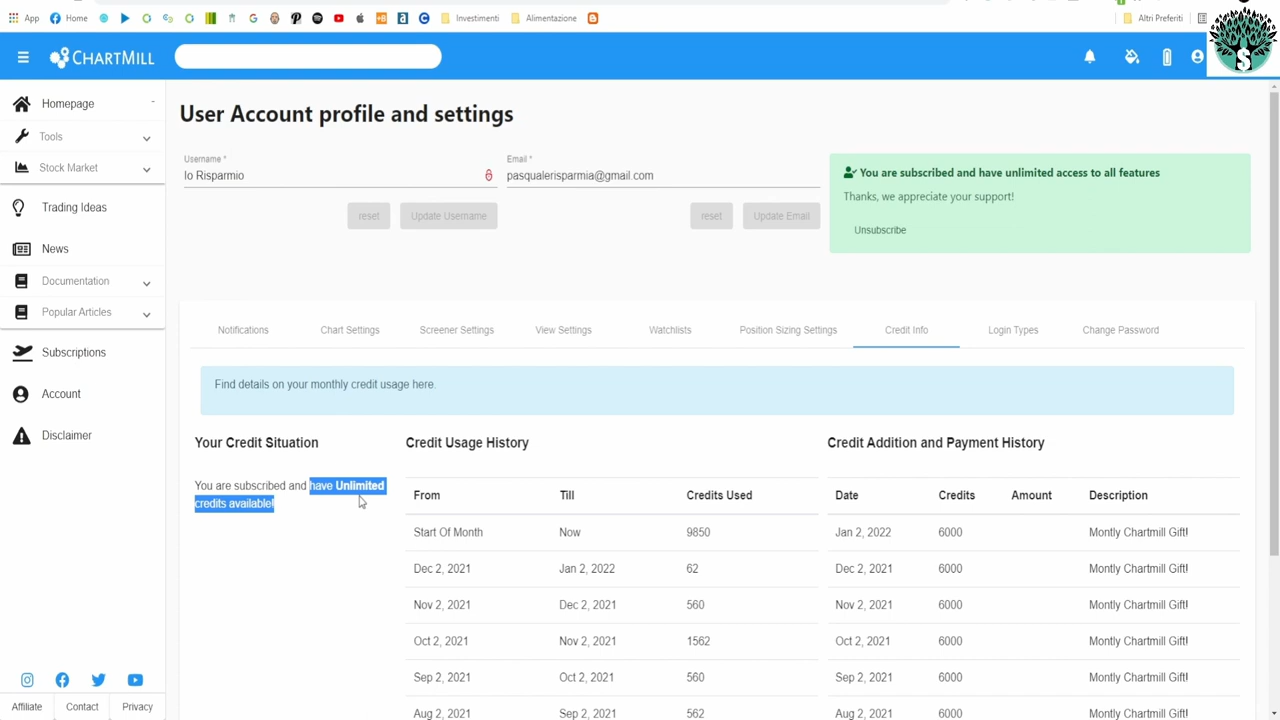 App
Home
Investimenti
Alimentazione
Altri Preferiti
CHARTMILL
Homepage
Tools
Stock Market
Trading Ideas
News
Documentation
Popular Articles
Subscriptions
Account
Disclaimer
Affiliate
Contact
Privacy
User Account profile and settings
Username *
Io Risparmio
reset
Update Username
Email *
pasqualerisparmia@gmail.com
reset
Update Email
You are subscribed and have unlimited access to all features
Thanks, we appreciate your support!
Unsubscribe
Notifications
Chart Settings
Screener Settings
View Settings
Watchlists
Position Sizing Settings
Credit Info
Login Types
Change Password
Find details on your monthly credit usage here.
Your Credit Situation
You are subscribed and have Unlimited
credits available!
Credit Usage History
From Till Credits Used
Start Of Month Now 9850
Dec 2, 2021 Jan 2, 2022 62
Nov 2, 2021 Dec 2, 2021 560
Oct 2, 2021 Nov 2, 2021 1562
Sep 2, 2021 Oct 2, 2021 560
Aug 2, 2021 Sep 2, 2021 562
Credit Addition and Payment History
Date Credits Amount Description
Jan 2, 2022 6000 Montly Chartmill Gift!
Dec 2, 2021 6000 Montly Chartmill Gift!
Nov 2, 2021 6000 Montly Chartmill Gift!
Oct 2, 2021 6000 Montly Chartmill Gift!
Sep 2, 2021 6000 Montly Chartmill Gift!
Aug 2, 2021 6000 Montly Chartmill Gift!